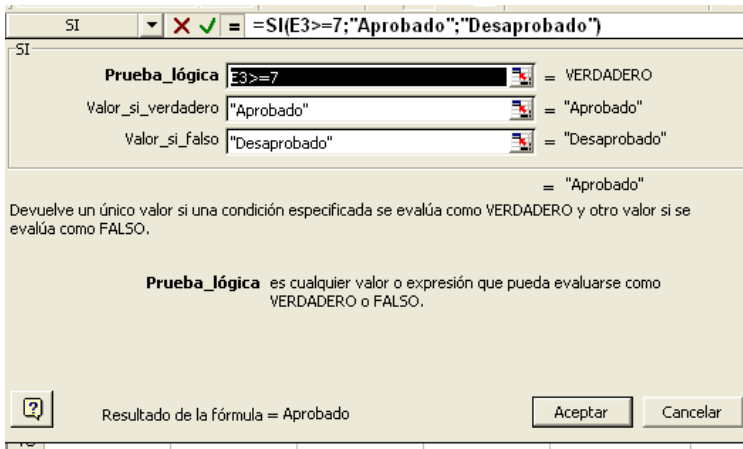 SI = =SI(E3>=7;"Aprobado";"Desaprobado")
SI
Prueba_lógica E3>=7 = VERDADERO
Valor_si_verdadero "Aprobado" = "Aprobado"
Valor_si_falso "Desaprobado" = "Desaprobado"
= "Aprobado"
Devuelve un único valor si una condición especificada se evalúa como VERDADERO y otro valor si se
evalúa como FALSO.
Prueba_lógica es cualquier valor o expresión que pueda evaluarse como
VERDADERO o FALSO.
? Resultado de la fórmula = Aprobado Aceptar Cancelar